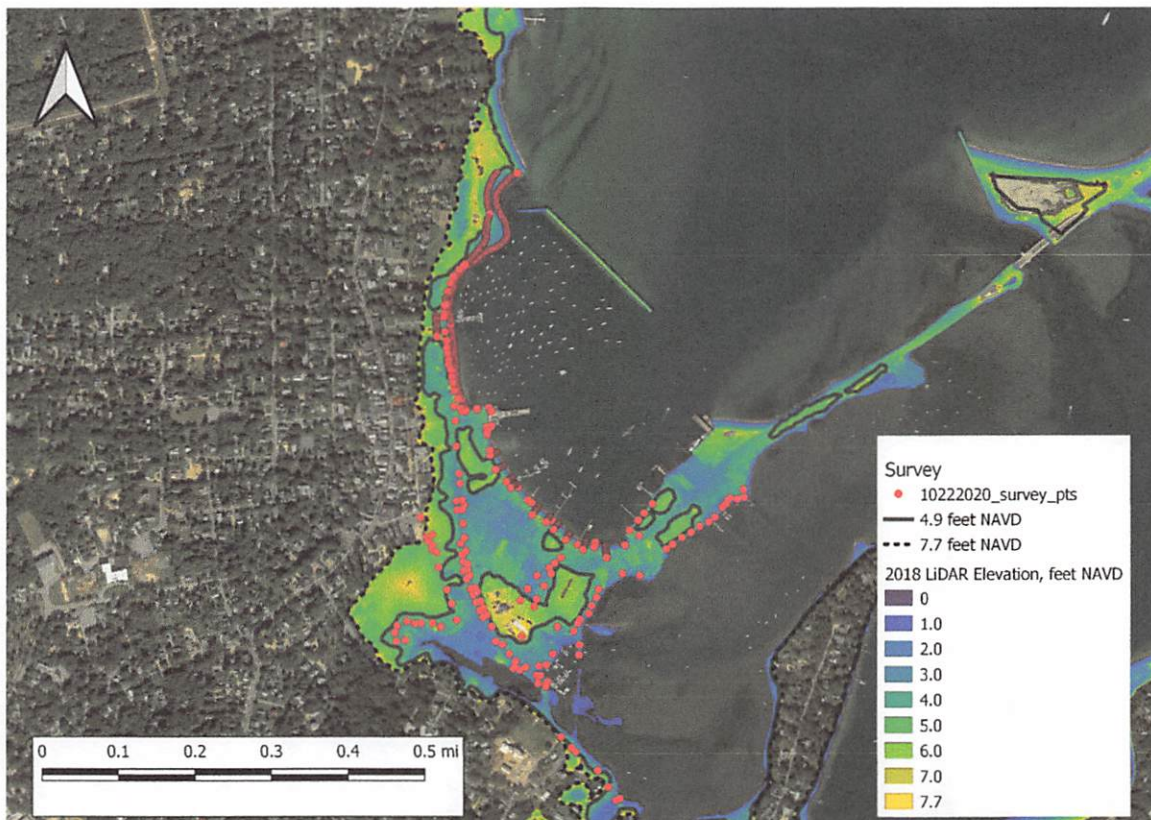 Survey
10222020_survey_pts
4.9 feet NAVD
7.7 feet NAVD
2018 LiDAR Elevation, feet NAVD
0
1.0
2.0
3.0
4.0
5.0
6.0
7.0
7.7
0 0.1 0.2 0.3 0.4 0.5 mi